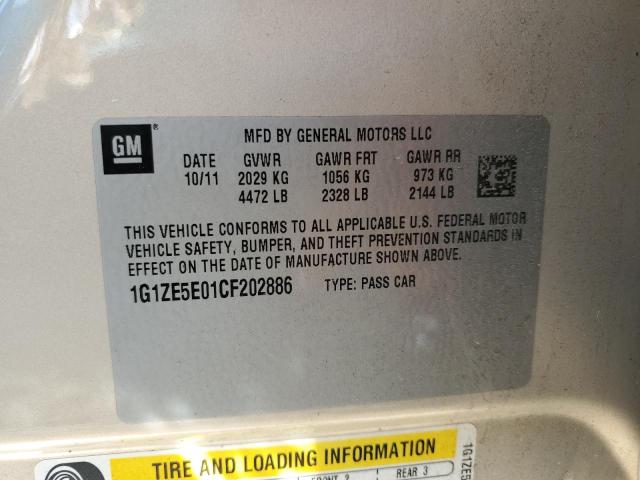 GM ®
MFD BY GENERAL MOTORS LLC
DATE GVWR GAWR FRT GAWR RR
10/11 2029 KG 1056 KG 973 KG
4472 LB 2328 LB 2144 LB
THIS VEHICLE CONFORMS TO ALL APPLICABLE U.S. FEDERAL MOTOR
VEHICLE SAFETY, BUMPER, AND THEFT PREVENTION STANDARDS IN
EFFECT ON THE DATE OF MANUFACTURE SHOWN ABOVE.
1G1ZE5E01CF202886 TYPE: PASS CAR
TIRE AND LOADING INFORMATION
FRONT 2 REAR 3
1G1ZE5